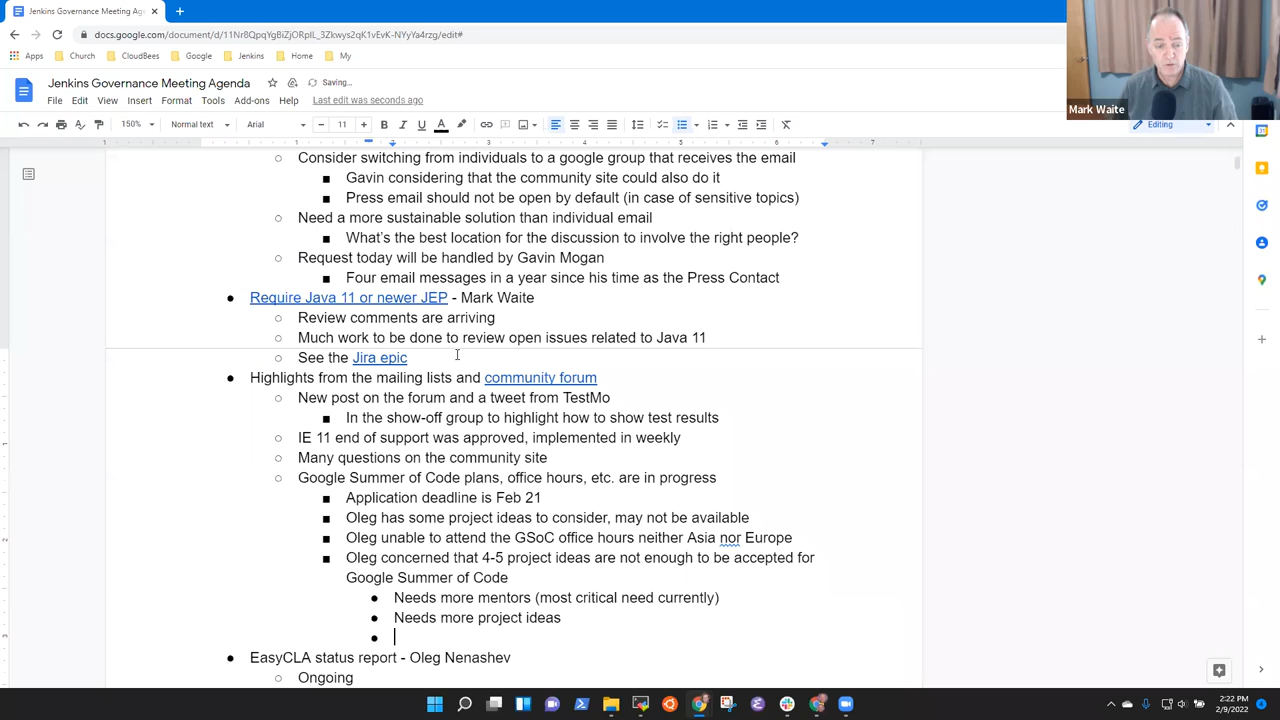 Jenkins Governance Meeting Ag
docs.google.com/document/d/11Nr8QpqYgBiZjORpIL_3Zkwys2qK1vEvK-NYyYa4rzg/edit#
Apps Church CloudBees Google Jenkins Home My
Jenkins Governance Meeting Agenda Saving...
File Edit View Insert Format Tools Add-ons Help Last edit was seconds ago
150% Normal text Arial 11 Editing
Mark Waite
Consider switching from individuals to a google group that receives the email
Gavin considering that the community site could also do it
Press email should not be open by default (in case of sensitive topics)
Need a more sustainable solution than individual email
What's the best location for the discussion to involve the right people?
Request today will be handled by Gavin Mogan
Four email messages in a year since his time as the Press Contact
Require Java 11 or newer JEP - Mark Waite
Review comments are arriving
Much work to be done to review open issues related to Java 11
See the Jira epic
Highlights from the mailing lists and community forum
New post on the forum and a tweet from TestMo
In the show-off group to highlight how to show test results
IE 11 end of support was approved, implemented in weekly
Many questions on the community site
Google Summer of Code plans, office hours, etc. are in progress
Application deadline is Feb 21
Oleg has some project ideas to consider, may not be available
Oleg unable to attend the GSoC office hours neither Asia nor Europe
Oleg concerned that 4-5 project ideas are not enough to be accepted for
Google Summer of Code
Needs more mentors (most critical need currently)
Needs more project ideas
EasyCLA status report - Oleg Nenashev
Ongoing
2:22 PM
2/9/2022